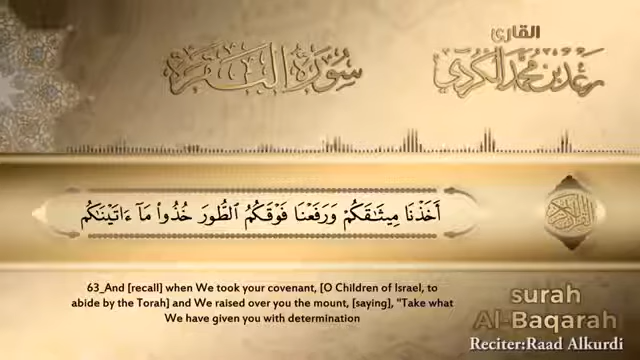 القارئ
رعد بن محمد الكردي
سورة البقرة
أَخَذْنَا مِيثَٰقَكُمْ وَرَفَعْنَا فَوْقَكُمُ ٱلطُّورَ خُذُوا۟ مَآ ءَاتَيْنَٰكُم
القرآن الكريم
63_And [recall] when We took your covenant, [O Children of Israel, to
abide by the Torah] and We raised over you the mount, [saying], "Take what
We have given you with determination
surah
Al-Baqarah
Reciter:Raad Alkurdi